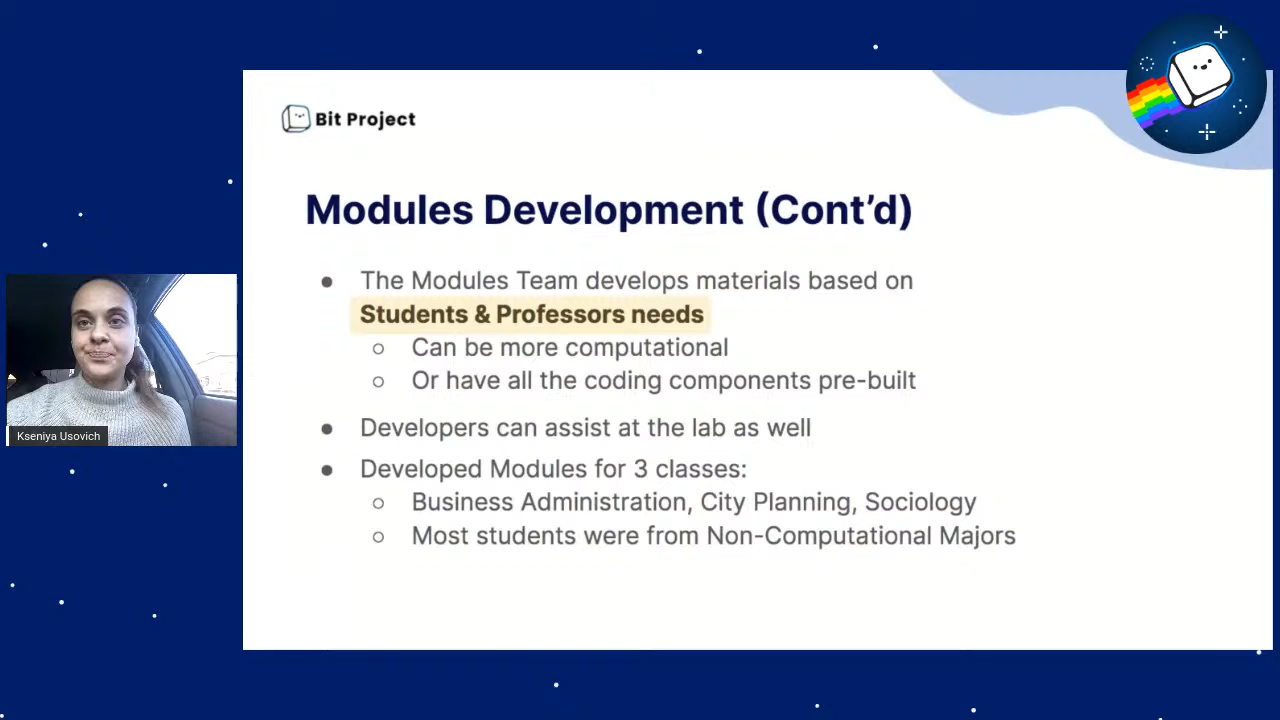 Bit Project
Modules Development (Cont’d)
● The Modules Team develops materials based on
Students & Professors needs
○ Can be more computational
○ Or have all the coding components pre-built
● Developers can assist at the lab as well
● Developed Modules for 3 classes:
○ Business Administration, City Planning, Sociology
○ Most students were from Non-Computational Majors
Kseniya Usovich